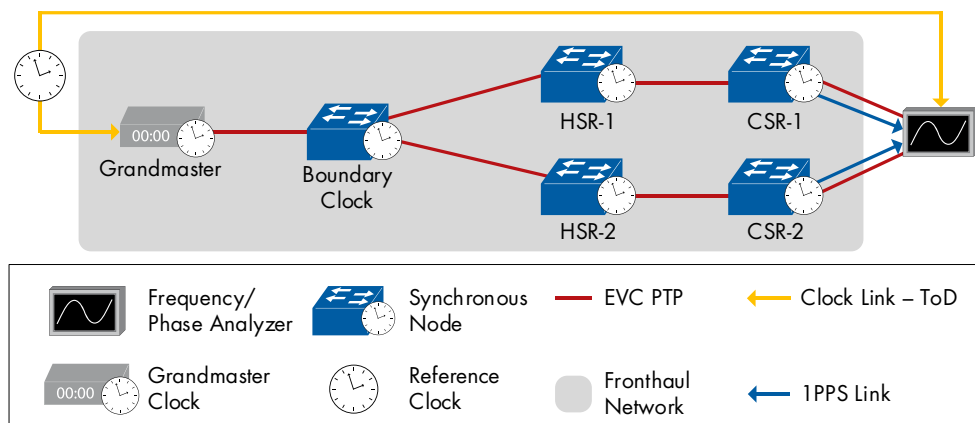 HSR-1
CSR-1
00:00
Grandmaster
Boundary
Clock
HSR-2
CSR-2
Frequency/
Phase Analyzer
Synchronous
Node
EVC PTP
Clock Link – ToD
00:00
Grandmaster
Clock
Reference
Clock
Fronthaul
Network
1PPS Link